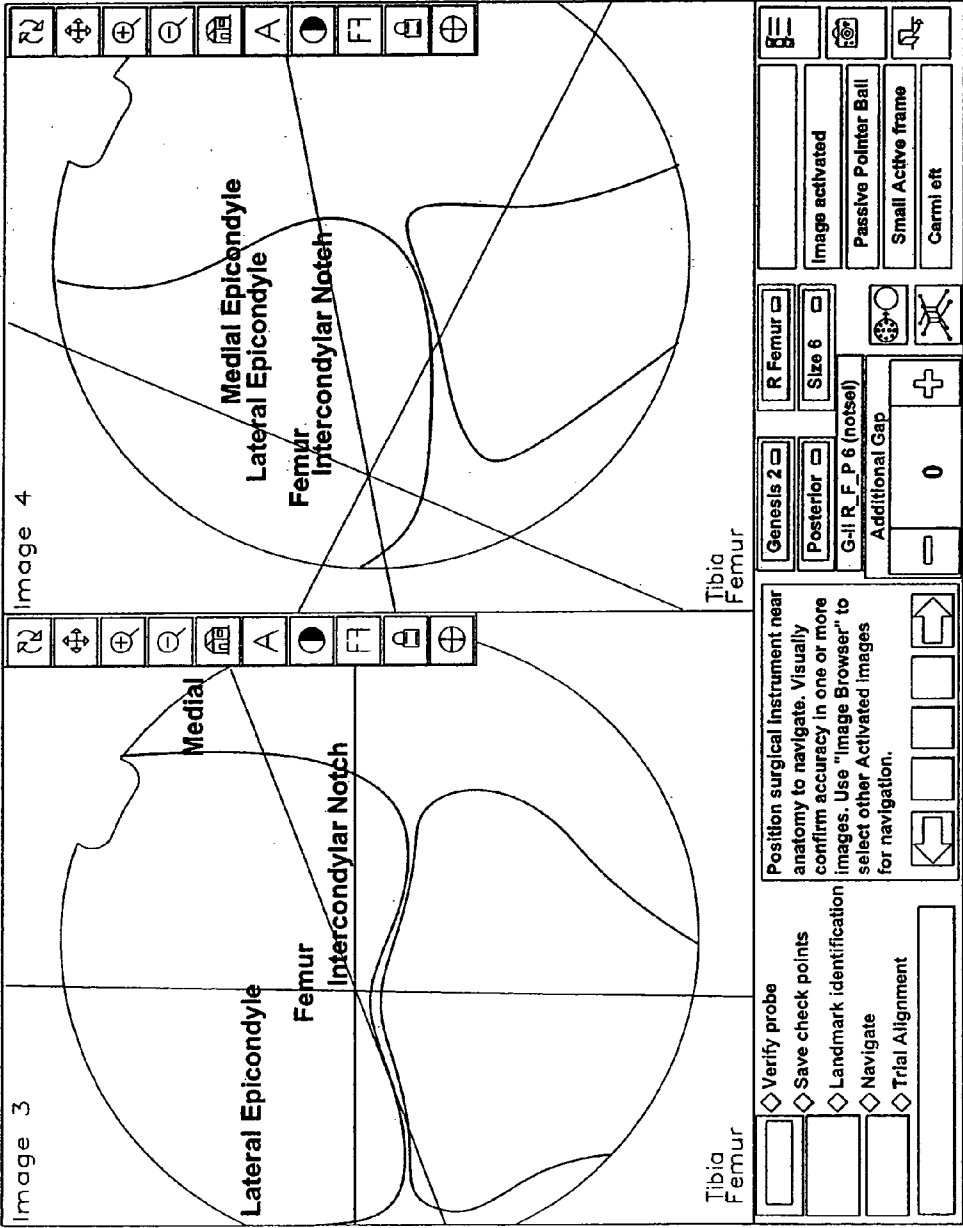 Image 3
Medial
Lateral Epicondyle
Femur
Intercondylar Notch
Tibia
Femur
Image 4
Medial Epicondyle
Lateral Epicondyle
Femur
Intercondylar Notch
Tibia
Femur
A
A
Verify probe
Save check points
Landmark identification
Navigate
Trial Alignment
Position surgical instrument near
anatomy to navigate. Visually
confirm accuracy in one or more
images. Use "Image Browser" to
select other Activated images
for navigation.
Genesis 2
R Femur
Posterior
Size 6
G-II R_F_P 6 (notsel)
Additional Gap
0
Image activated
Passive Pointer Ball
Small Active frame
Carmi eft